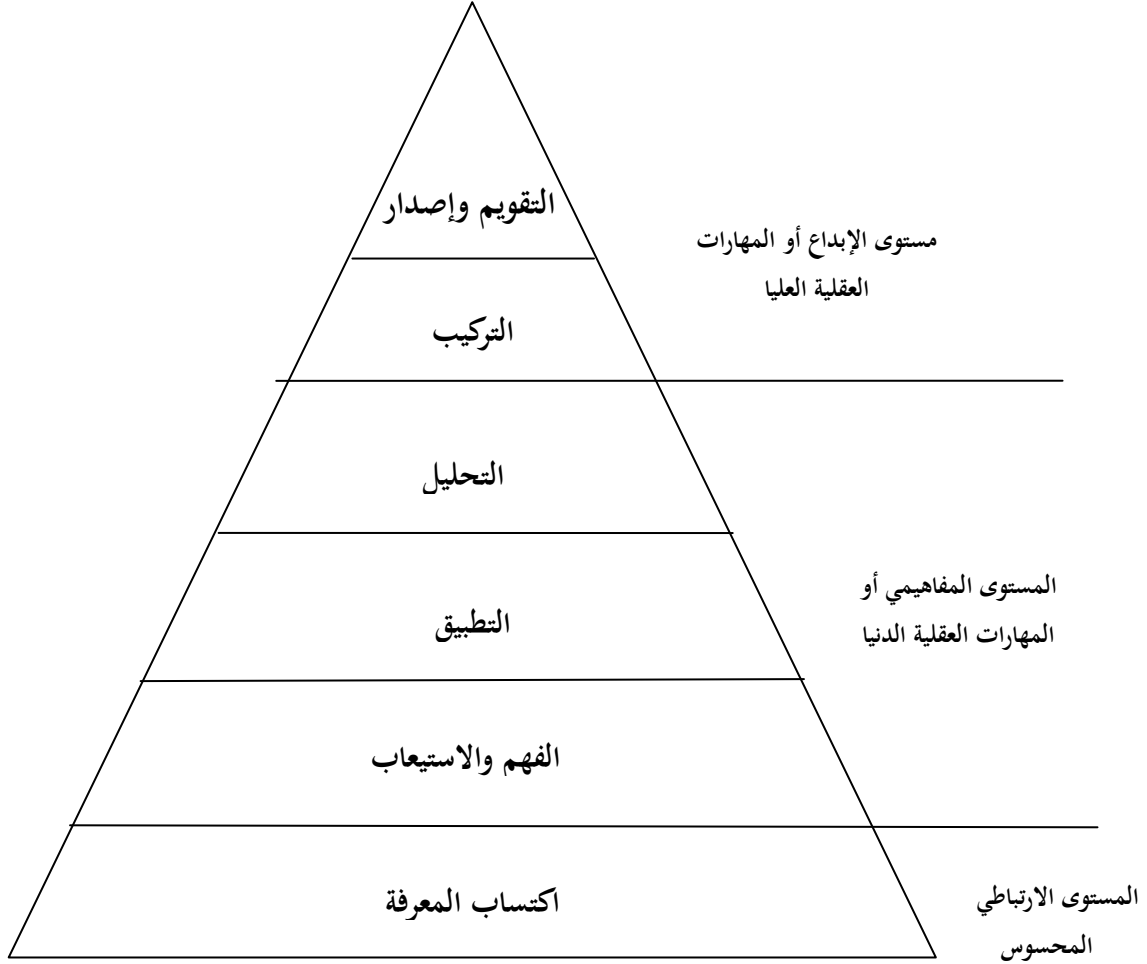 التقويم وإصدار
مستوى الإبداع أو المهارات
العقلية العليا
التركيب
التحليل
المستوى المفاهيمي أو
المهارات العقلية الدنيا
التطبيق
الفهم والاستيعاب
اكتساب المعرفة
المستوى الارتباطي
المحسوس